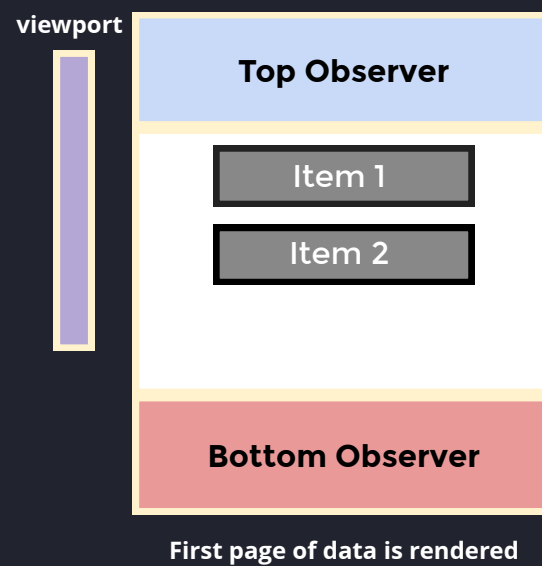 viewport
Top Observer
Item 1
Item 2
Bottom Observer
First page of data is rendered